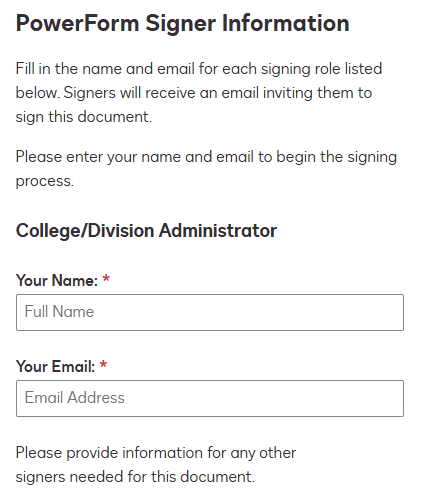 PowerForm Signer Information
Fill in the name and email for each signing role listed
below. Signers will receive an email inviting them to
sign this document.
Please enter your name and email to begin the signing
process.
College/Division Administrator
Your Name: *
Full Name
Your Email: *
Email Address
Please provide information for any other
signers needed for this document.